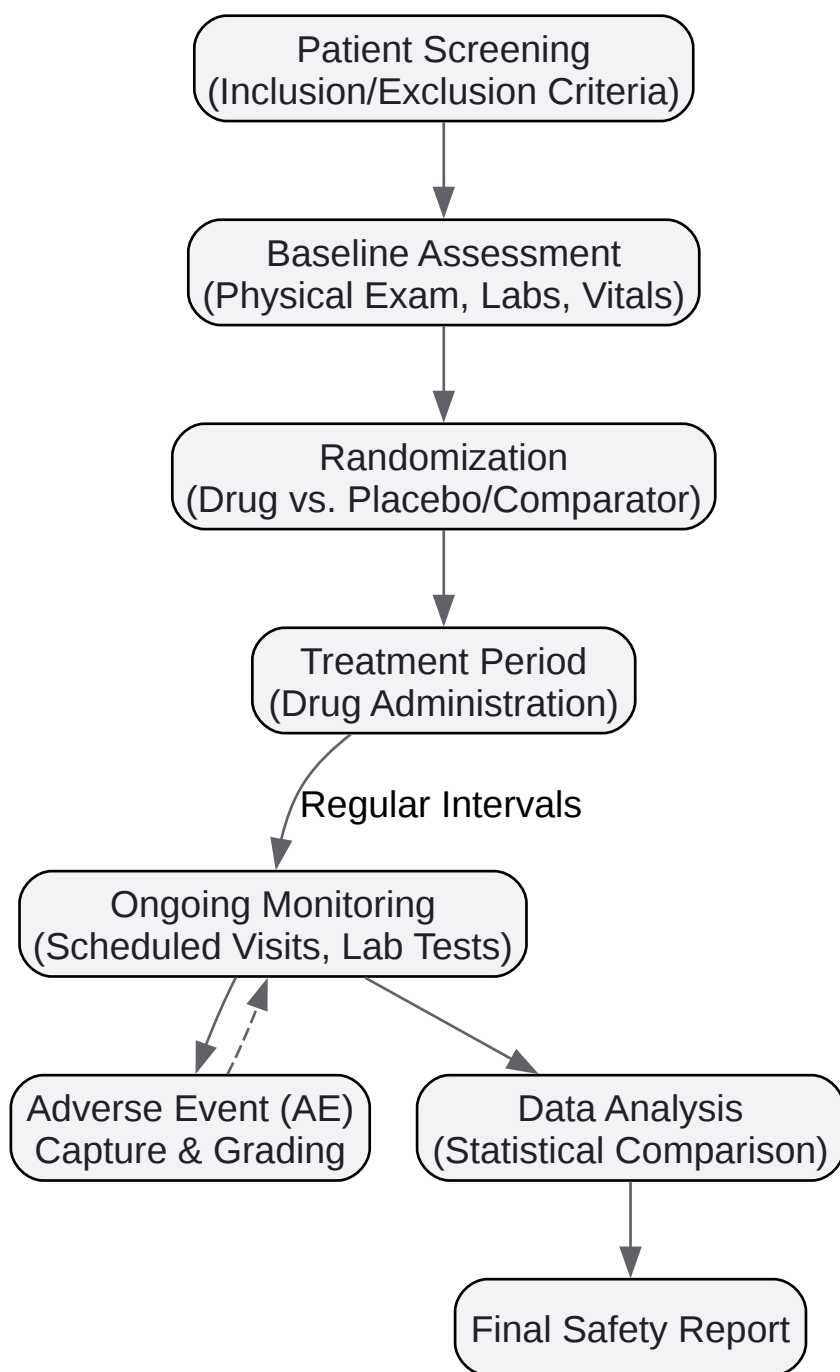 Patient Screening
(Inclusion/Exclusion Criteria)
Baseline Assessment
(Physical Exam, Labs, Vitals)
Randomization
(Drug vs. Placebo/Comparator)
Treatment Period
(Drug Administration)
Regular Intervals
Ongoing Monitoring
(Scheduled Visits, Lab Tests)
Adverse Event (AE)
Capture & Grading
Data Analysis
(Statistical Comparison)
Final Safety Report